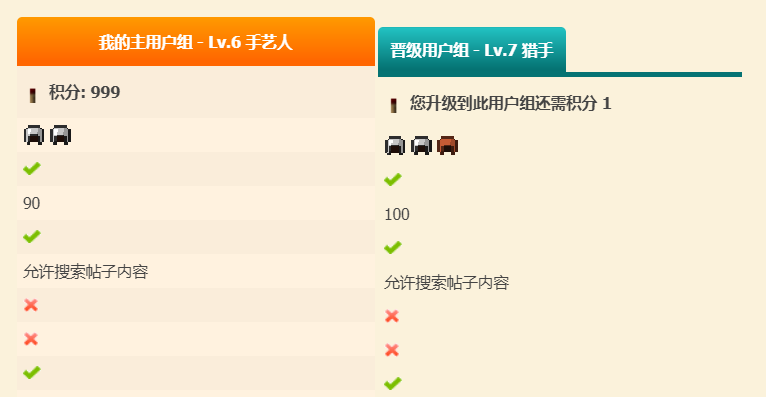 我的主用户组 - Lv.6 手艺人
积分: 999
90
允许搜索帖子内容
晋级用户组 - Lv.7 猎手
您升级到此用户组还需积分 1
100
允许搜索帖子内容